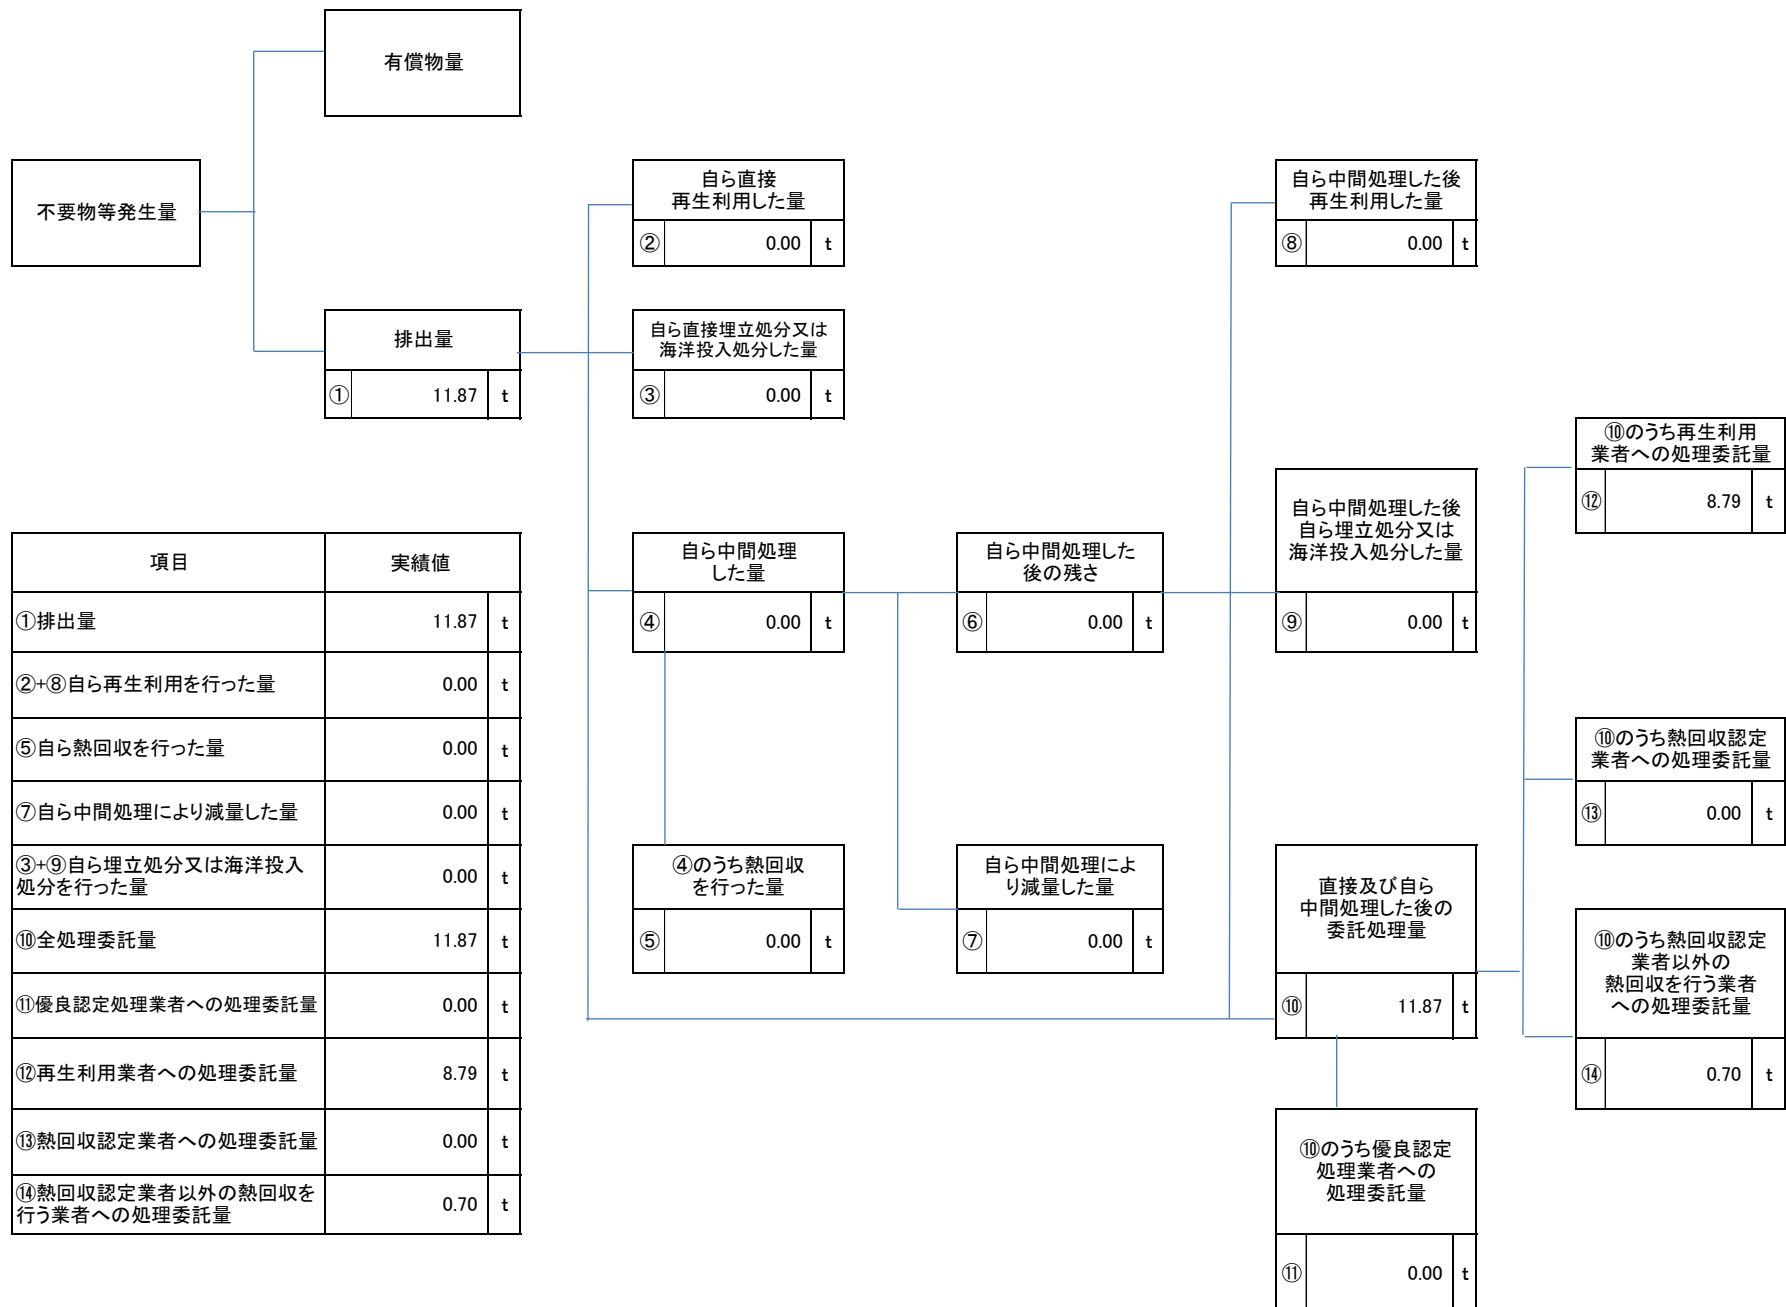 有償物量
不要物等発生量
排出量
① 11.87 t
自ら直接
再生利用した量
② 0.00 t
自ら直接埋立処分又は
海洋投入処分した量
③ 0.00 t
自ら中間処理
した量
④ 0.00 t
④のうち熱回収
を行った量
⑤ 0.00 t
自ら中間処理した
後の残さ
⑥ 0.00 t
自ら中間処理によ
り減量した量
⑦ 0.00 t
自ら中間処理した後
再生利用した量
⑧ 0.00 t
自ら中間処理した後
自ら埋立処分又は
海洋投入処分した量
⑨ 0.00 t
直接及び自ら
中間処理した後の
委託処理量
⑩ 11.87 t
⑩のうち優良認定
処理業者への
処理委託量
⑪ 0.00 t
⑩のうち再生利用
業者への処理委託量
⑫ 8.79 t
⑩のうち熱回収認定
業者への処理委託量
⑬ 0.00 t
⑩のうち熱回収認定
業者以外の
熱回収を行う業者
への処理委託量
⑭ 0.70 t
項目 実績値
①排出量 11.87 t
②+⑧自ら再生利用を行った量 0.00 t
⑤自ら熱回収を行った量 0.00 t
⑦自ら中間処理により減量した量 0.00 t
③+⑨自ら埋立処分又は海洋投入
処分を行った量 0.00 t
⑩全処理委託量 11.87 t
⑪優良認定処理業者への処理委託量 0.00 t
⑫再生利用業者への処理委託量 8.79 t
⑬熱回収認定業者への処理委託量 0.00 t
⑭熱回収認定業者以外の熱回収を
行う業者への処理委託量 0.70 t